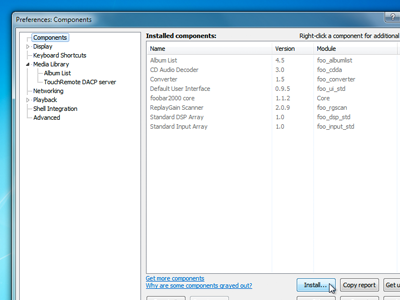 Preferences: Components
Components
Display
Keyboard Shortcuts
Media Library
Album List
TouchRemote DACP server
Networking
Playback
Shell Integration
Advanced
Installed components:
Right-click a component for additional
Name Version Module
Album List 4.5 foo_albumlist
CD Audio Decoder 3.0 foo_cdda
Converter 1.5 foo_converter
Default User Interface 0.9.5 foo_ui_std
foobar2000 core 1.1.2 Core
ReplayGain Scanner 2.0.9 foo_rgscan
Standard DSP Array 1.0 foo_dsp_std
Standard Input Array 1.0 foo_input_std
Get more components
Why are some components grayed out?
Install... Copy report Get u